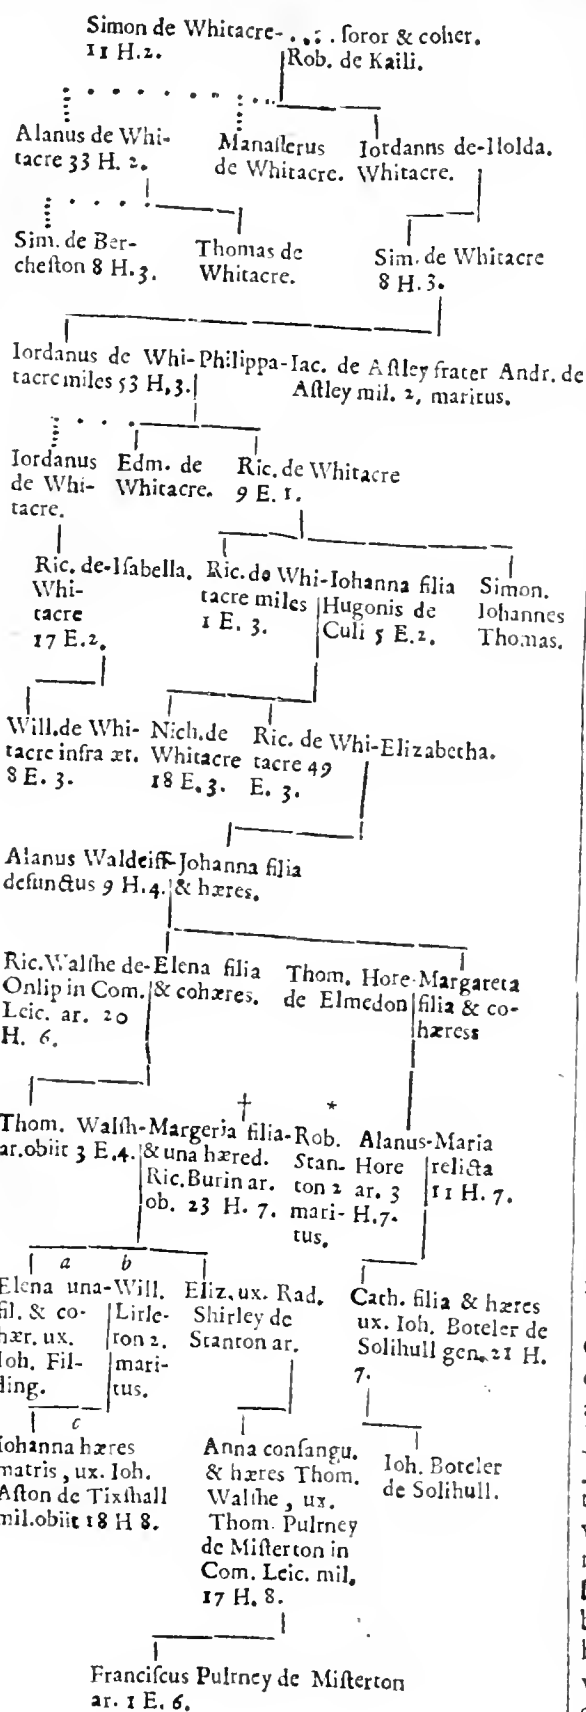 Simon de Whitacre- . . : . ſoror & coher.
11 H.2. Rob. de Kaili.
Alanus de Whi-
tacre 33 H. 2.
Manaſſerus
de Whitacre.
Iordanus de-Holda.
Whitacre.
Sim. de Ber-
cheſton 8 H.3.
Thomas de
Whitacre.
Sim. de Whitacre
8 H.3.
Iordanus de Whi-Philippa-Iac. de Aſtley frater Andr. de
tacre miles 53 H,3. Aſtley mil. 2, maritus.
Iordanus
de Whi-
tacre.
Edm. de
Whitacre.
Ric. de Whitacre
9 E. 1.
Ric. de-Iſabella.
Whi-
tacre
17 E.2.
Ric. de Whi-Iohanna filia
tacre miles Hugonis de
1 E. 3. Culi 5 E.2.
Simon.
Iohannes
Thomas.
Will.de Whi-
tacre infra æt.
8 E. 3.
Nich.de
Whitacre
18 E.3.
Ric. de Whi-Elizabetha.
tacre 49
E. 3.
Alanus Waldeiff-Johanna filia
defunctus 9 H.4. & hæres.
Ric.Walſhe de-Elena filia
Onlip in Com. & cohæres.
Leic. ar. 20
H. 6.
Thom. Hore-Margareta
de Elmedon filia & co-
hæress
† *
Thom. Walſh-Margeria filia-Rob.
ar.obiit 3 E.4. & una hæred. Stan-
Ric.Burin ar. ton 2
ob. 23 H. 7. mari-
tus.
Alanus-Maria
Hore relicta
ar. 3 11 H. 7.
H.7.
a b
Elena una-Will.
fil. & co- Litle-
hær. ux. ton 2.
Ioh. Fil- mari-
ding. tus.
Eliz. ux. Rad.
Shirley de
Stanton ar.
Cath. filia & hæres
ux. Ioh. Boteler de
Solihull gen. 21 H.
7.
c
Iohanna hæres
matris, ux. Ioh.
Aſton de Tixſhall
mil.obiit 18 H 8.
Anna conſangu.
& hæres Thom.
Walſhe, ux.
Thom. Pultney
de Miſterton in
Com. Leic. mil.
17 H. 8.
Ioh. Boteler
de Solihull.
Franciſcus Pultney de Miſterton
ar. 1 E. 6.